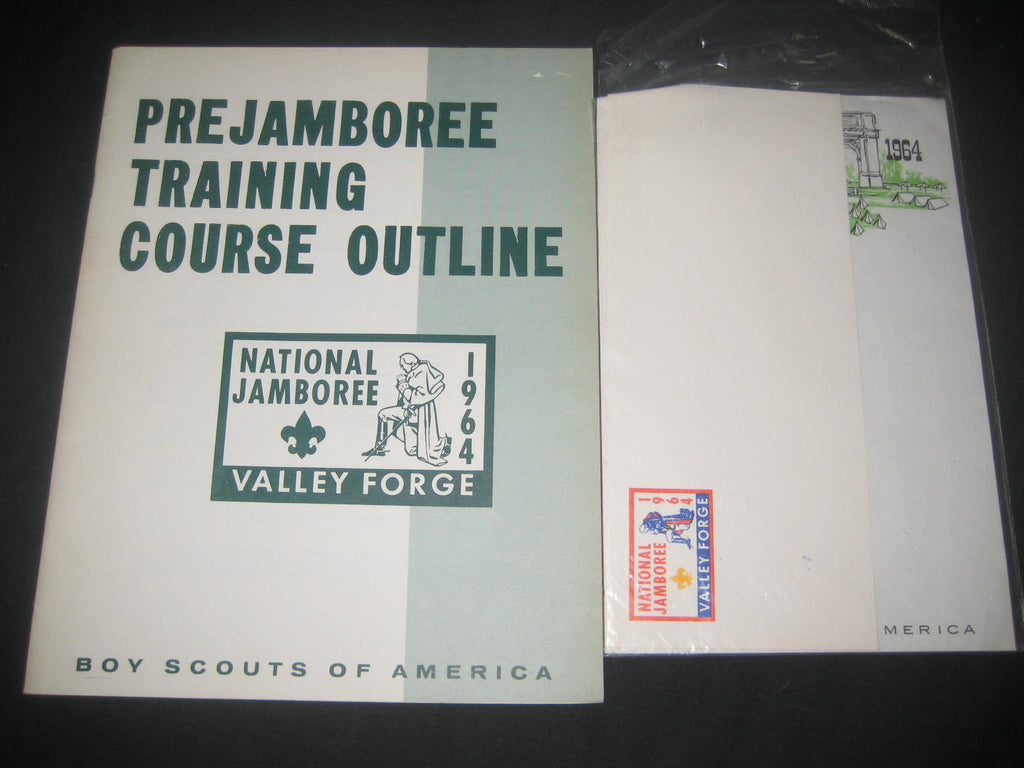 PREJAMBOREE
TRAINING
COURSE OUTLINE
NATIONAL
JAMBOREE
1964
VALLEY FORGE
BOY SCOUTS OF AMERICA
1964
NATIONAL
JAMBOREE
1964
VALLEY FORGE
MERICA